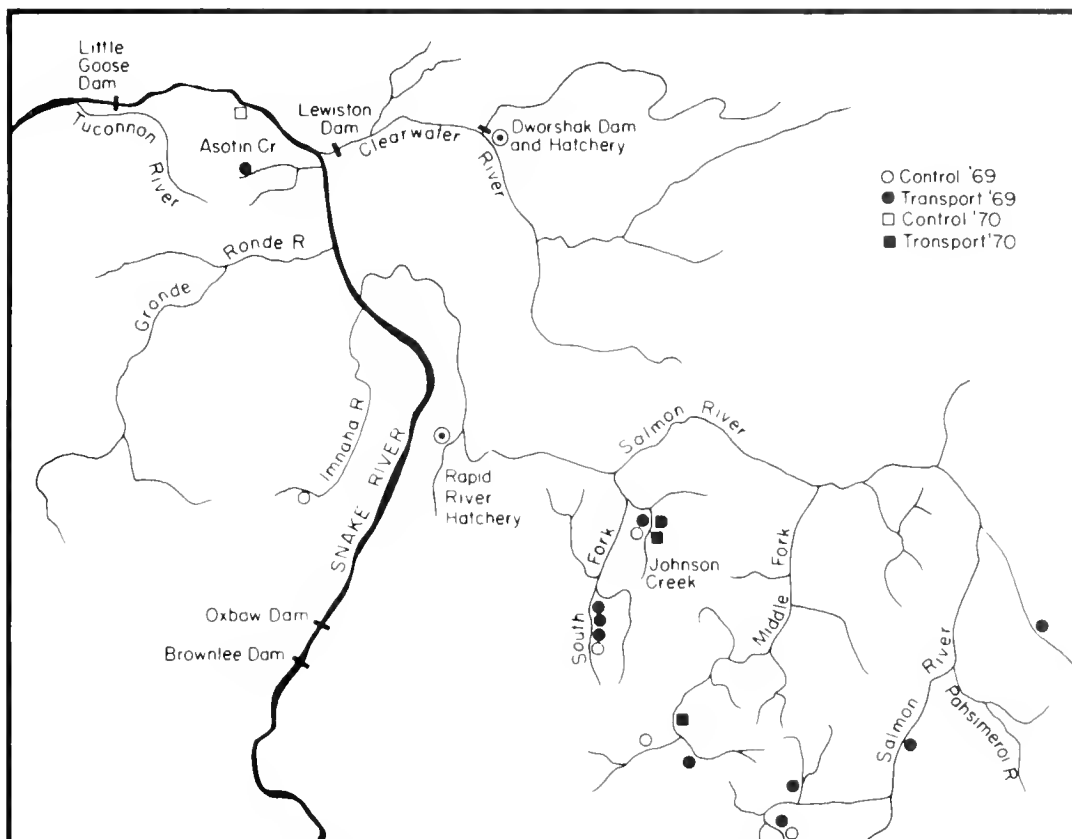 Little
Goose
Dam
Tuconnon
River
Asotin Cr
Lewiston
Dam
Clearwater
River
Dworshak Dam
and Hatchery
Control '69
Transport '69
Control '70
Transport '70
Grande
Ronde R
Imnaha R
SNAKE RIVER
Rapid
River
Hatchery
Salmon River
South
Fork
Johnson
Creek
Middle
Fork
Oxbow Dam
Brownlee Dam
Salmon
River
Pahsimeroi R